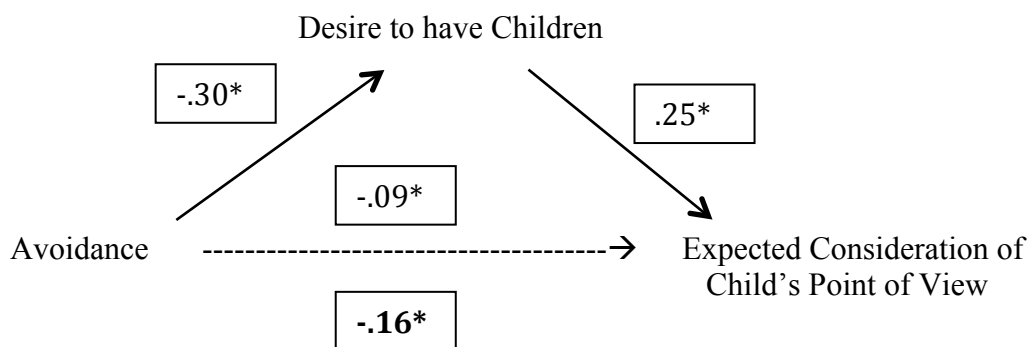 Desire to have Children
-.30*
.25*
-.09*
Avoidance
Expected Consideration of
Child’s Point of View
-.16*